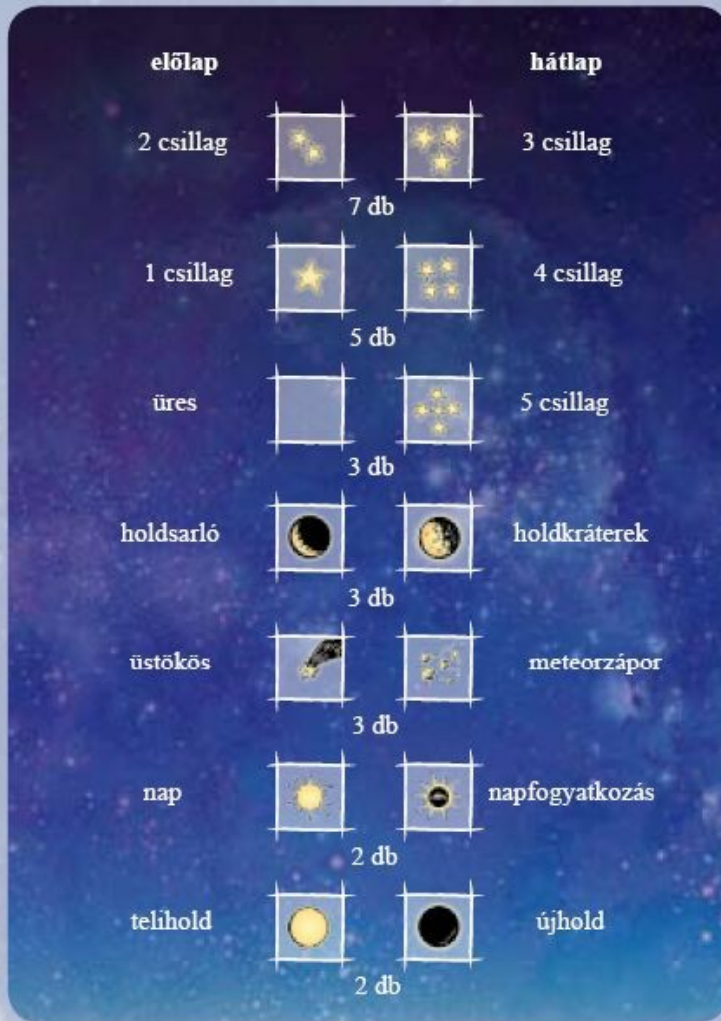 előlap hátlap
2 csillag 3 csillag
7 db
1 csillag 4 csillag
5 db
üres 5 csillag
3 db
holdsarló holdkráterek
3 db
üstökös meteorzápor
3 db
nap napfogyatkozás
2 db
telihold újhold
2 db